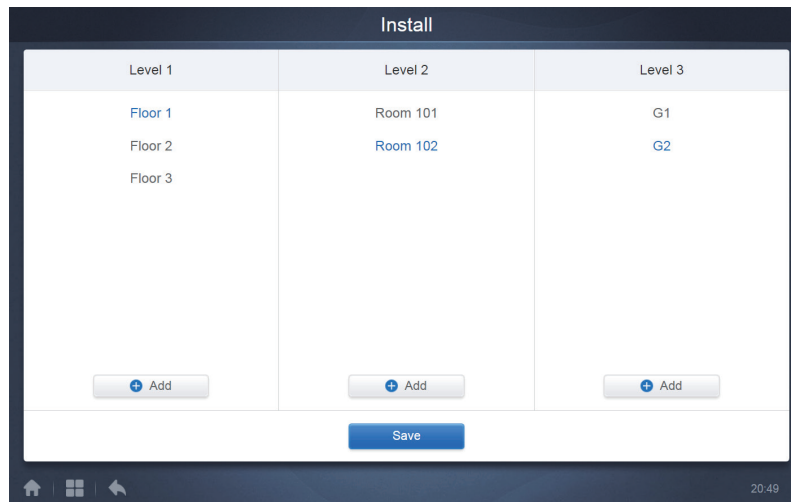 Install
Level 1 Level 2 Level 3
Floor 1 Room 101 G1
Floor 2 Room 102 G2
Floor 3
Add Add Add
Save
20:49